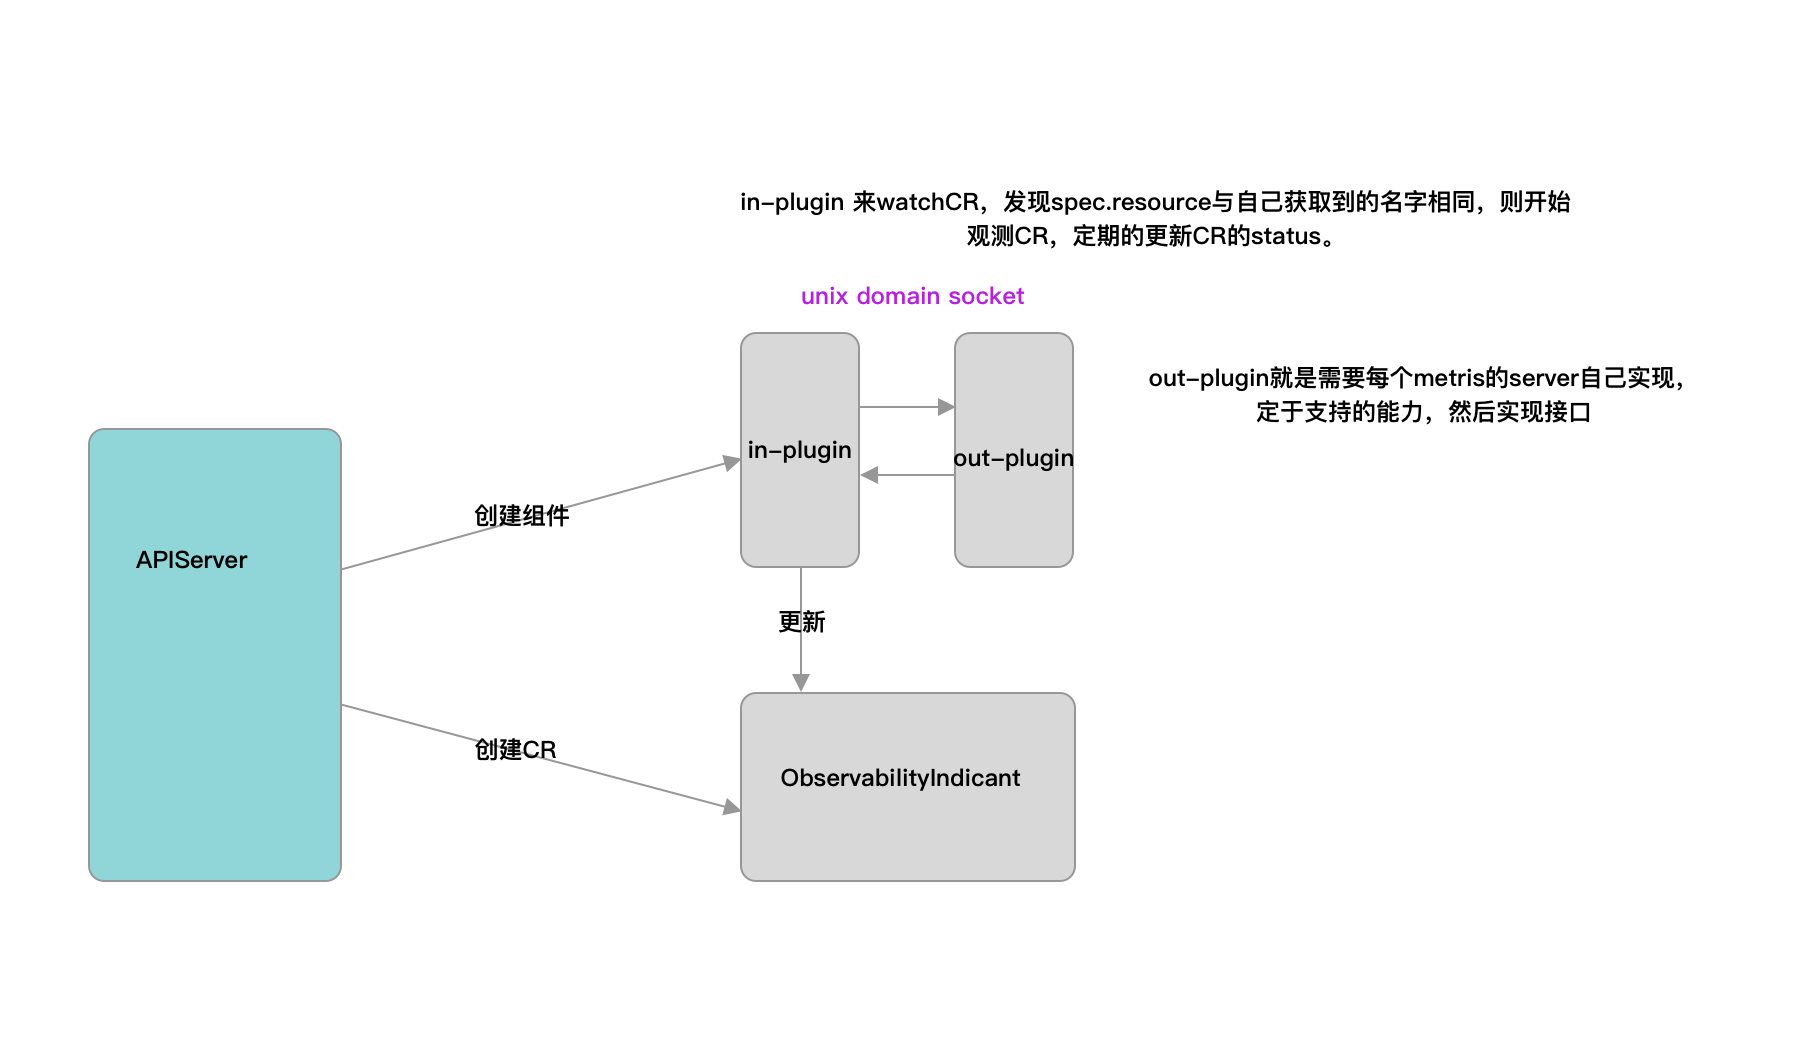 in-plugin 来watchCR，发现spec.resource与自己获取到的名字相同，则开始
观测CR，定期的更新CR的status。
unix domain socket
out-plugin就是需要每个metris的server自己实现，
定于支持的能力，然后实现接口
in-plugin
out-plugin
创建组件
APIServer
更新
创建CR
ObservabilityIndicant